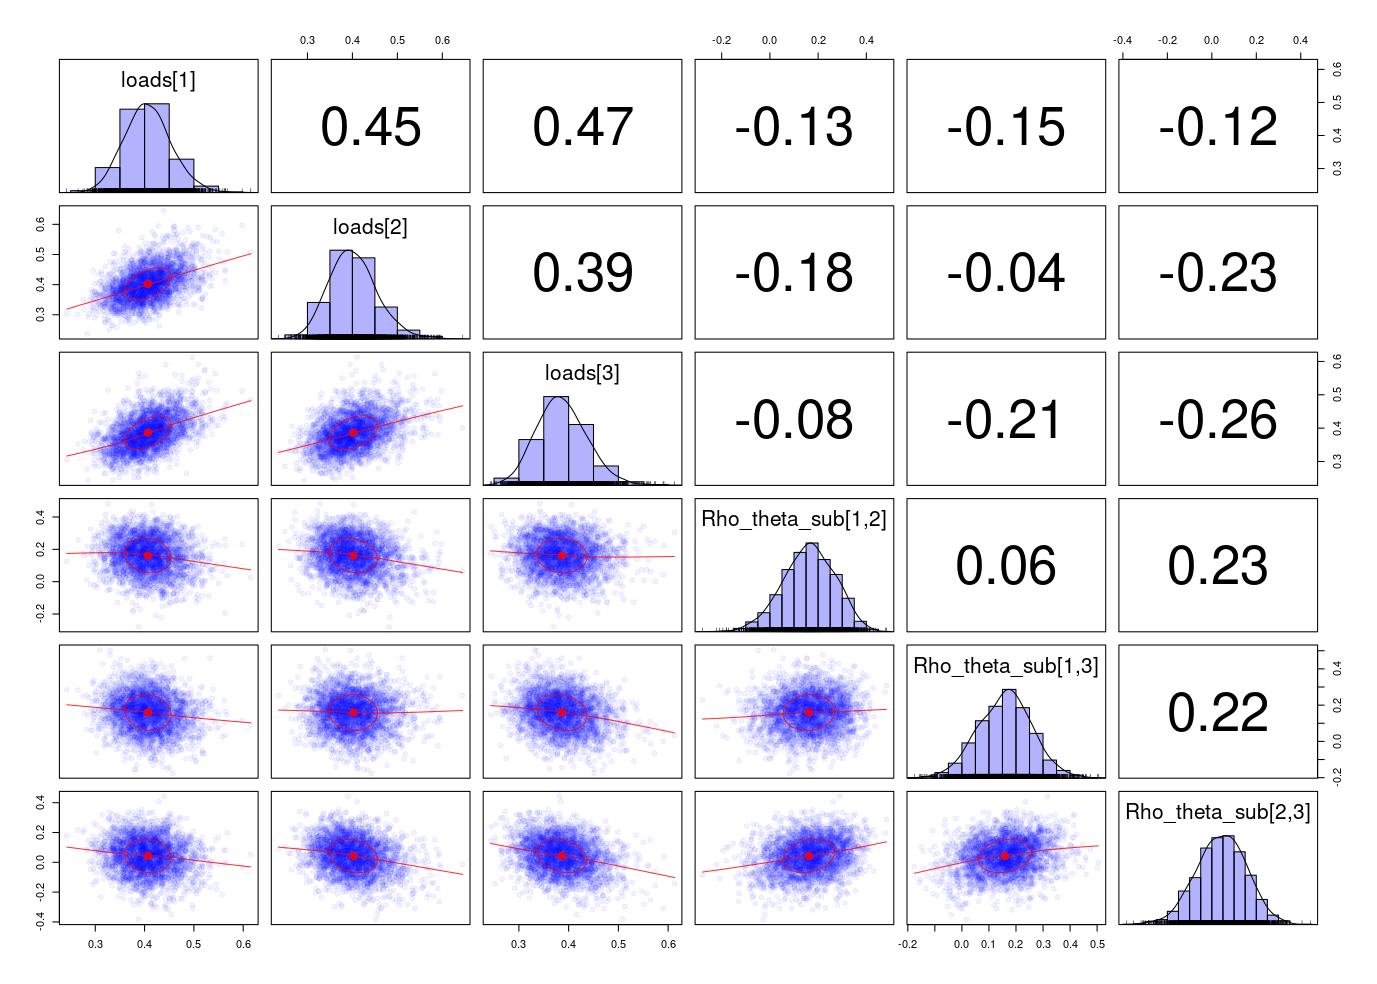 0.3 0.4 0.5 0.6 -0.2 0.0 0.2 0.4 -0.4 -0.2 0.0 0.2 0.4
loads[1] 0.45 0.47 -0.13 -0.15 -0.12
0.3 0.4 0.5 0.6
0.3 0.4 0.5 0.6
loads[2] 0.39 -0.18 -0.04 -0.23
loads[3] -0.08 -0.21 -0.26
0.3 0.4 0.5 0.6
-0.2 0.0 0.2 0.4
Rho_theta_sub[1,2] 0.06 0.23
Rho_theta_sub[1,3] 0.22
-0.2 0.0 0.2 0.4
-0.4 -0.2 0.0 0.2 0.4
Rho_theta_sub[2,3]
0.3 0.4 0.5 0.6 0.3 0.4 0.5 0.6 -0.2 0.0 0.1 0.2 0.3 0.4 0.5